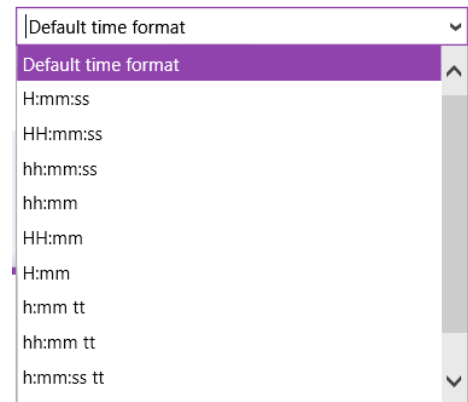 Default time format
Default time format
H:mm:ss
HH:mm:ss
hh:mm:ss
hh:mm
HH:mm
H:mm
h:mm tt
hh:mm tt
h:mm:ss tt